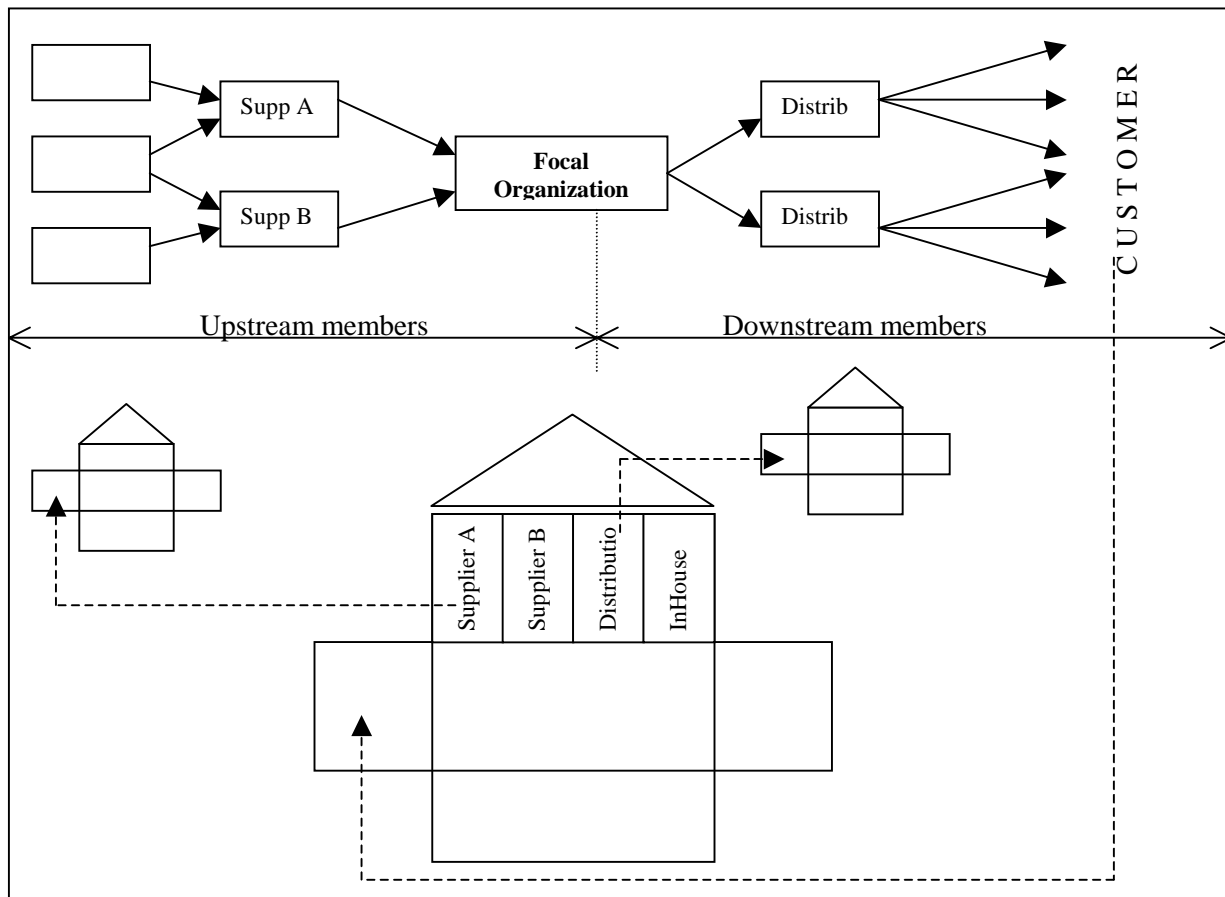 Supp A
Distrib
Focal
Organization
Supp B
Distrib
CUSTOMER
Upstream members
Downstream members
Supplier A
Supplier B
Distributio
InHouse